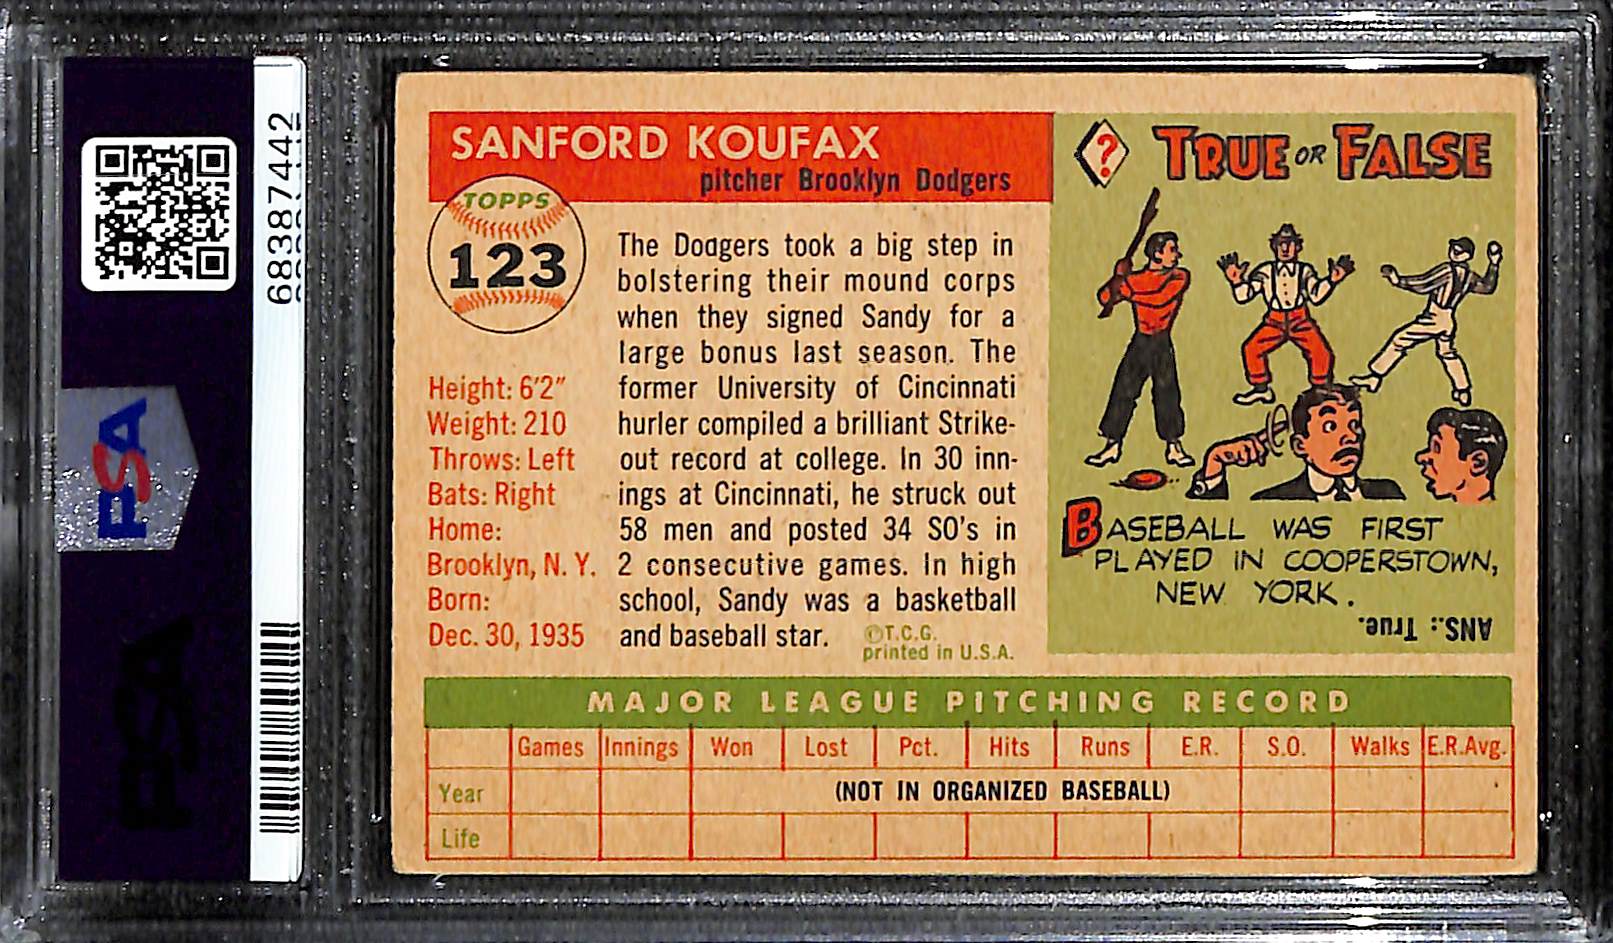 68387442
PSA
PSA
SANFORD KOUFAX
pitcher Brooklyn Dodgers
TOPPS
123
Height: 6'2"
Weight: 210
Throws: Left
Bats: Right
Home:
Brooklyn, N. Y.
Born:
Dec. 30, 1935
The Dodgers took a big step in
bolstering their mound corps
when they signed Sandy for a
large bonus last season. The
former University of Cincinnati
hurler compiled a brilliant Strike-
out record at college. In 30 inn-
ings at Cincinnati, he struck out
58 men and posted 34 SO's in
2 consecutive games. In high
school, Sandy was a basketball
and baseball star.
©T.C.G.
printed in U.S.A.
?
TRUE OR FALSE
BASEBALL WAS FIRST
PLAYED IN COOPERSTOWN,
NEW YORK.
ANS.: True.
MAJOR LEAGUE PITCHING RECORD
Games Innings Won Lost Pct. Hits Runs E.R. S.O. Walks E.R.Avg.
Year (NOT IN ORGANIZED BASEBALL)
Life